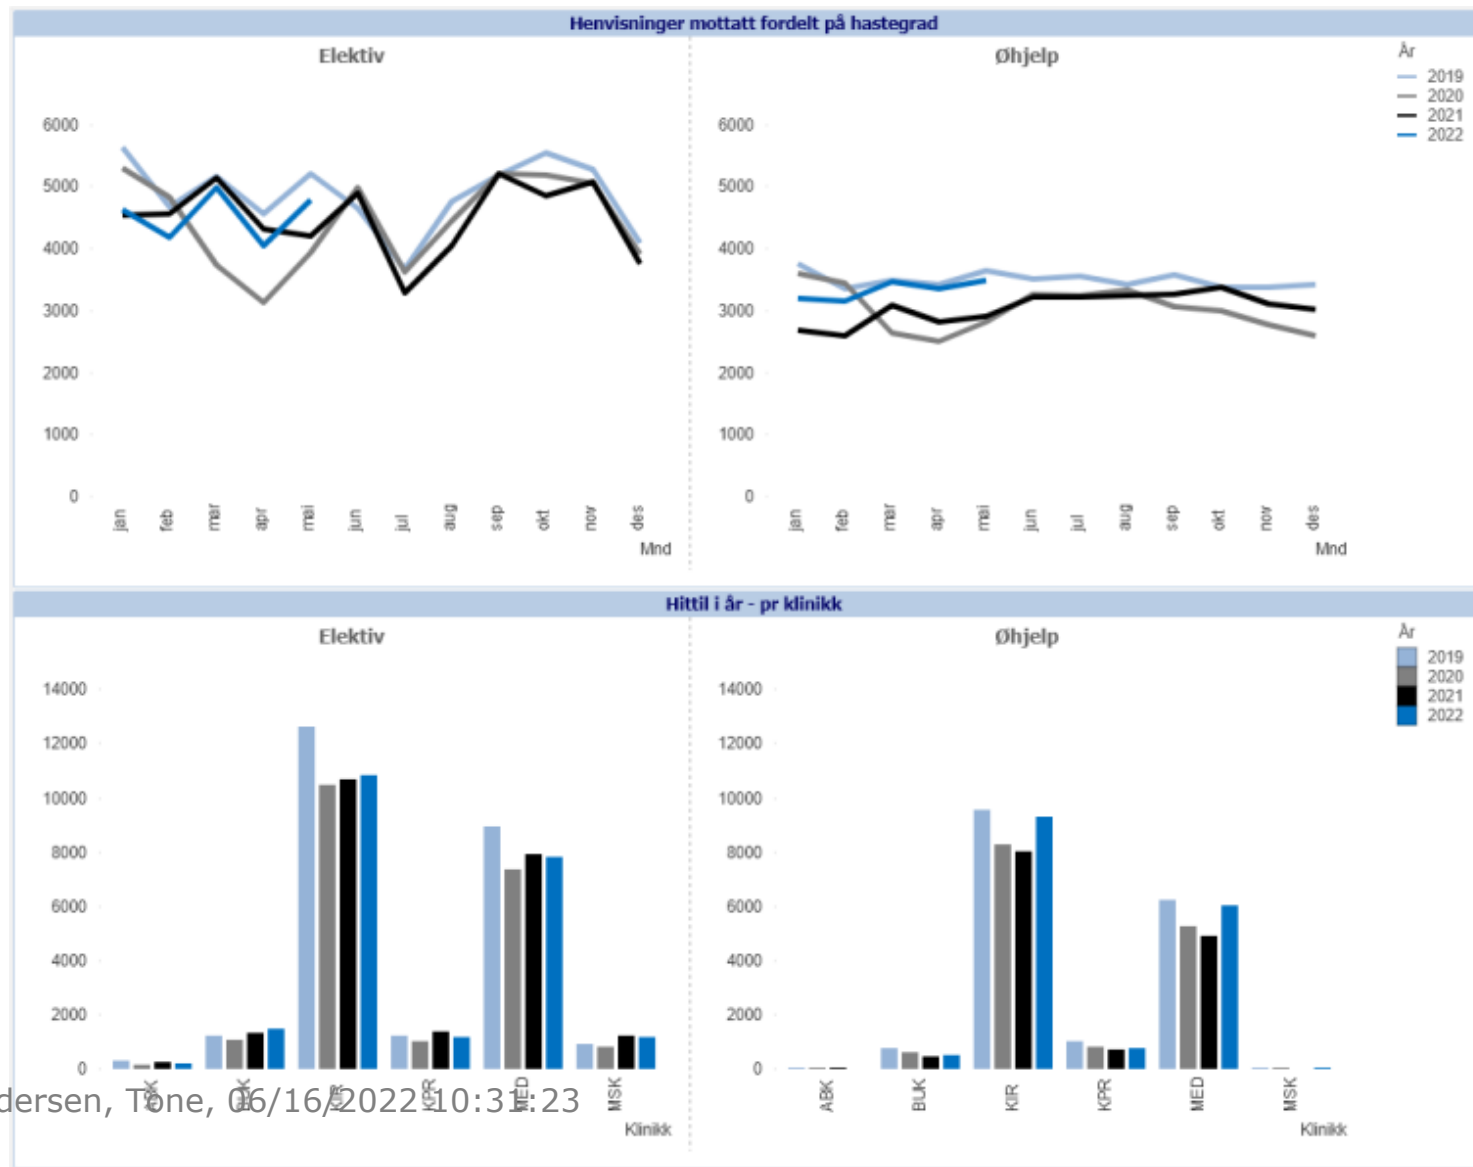 Henvisninger mottatt fordelt på hastegrad
Elektiv
Øhjelp
År
2019
2020
2021
2022
6000
5000
4000
3000
2000
1000
0
jan
feb
mar
apr
mai
jun
jul
aug
sep
okt
nov
des
Mnd
6000
5000
4000
3000
2000
1000
0
jan
feb
mar
apr
mai
jun
jul
aug
sep
okt
nov
des
Mnd
Hittil i år - pr klinikk
Elektiv
Øhjelp
År
2019
2020
2021
2022
14000
12000
10000
8000
6000
4000
2000
0
ABK
BUK
KIR
KPR
MED
MSK
Klinikk
14000
12000
10000
8000
6000
4000
2000
0
ABK
BUK
KIR
KPR
MED
MSK
Klinikk
dersen, Tone, 06/16/2022 10:31:23